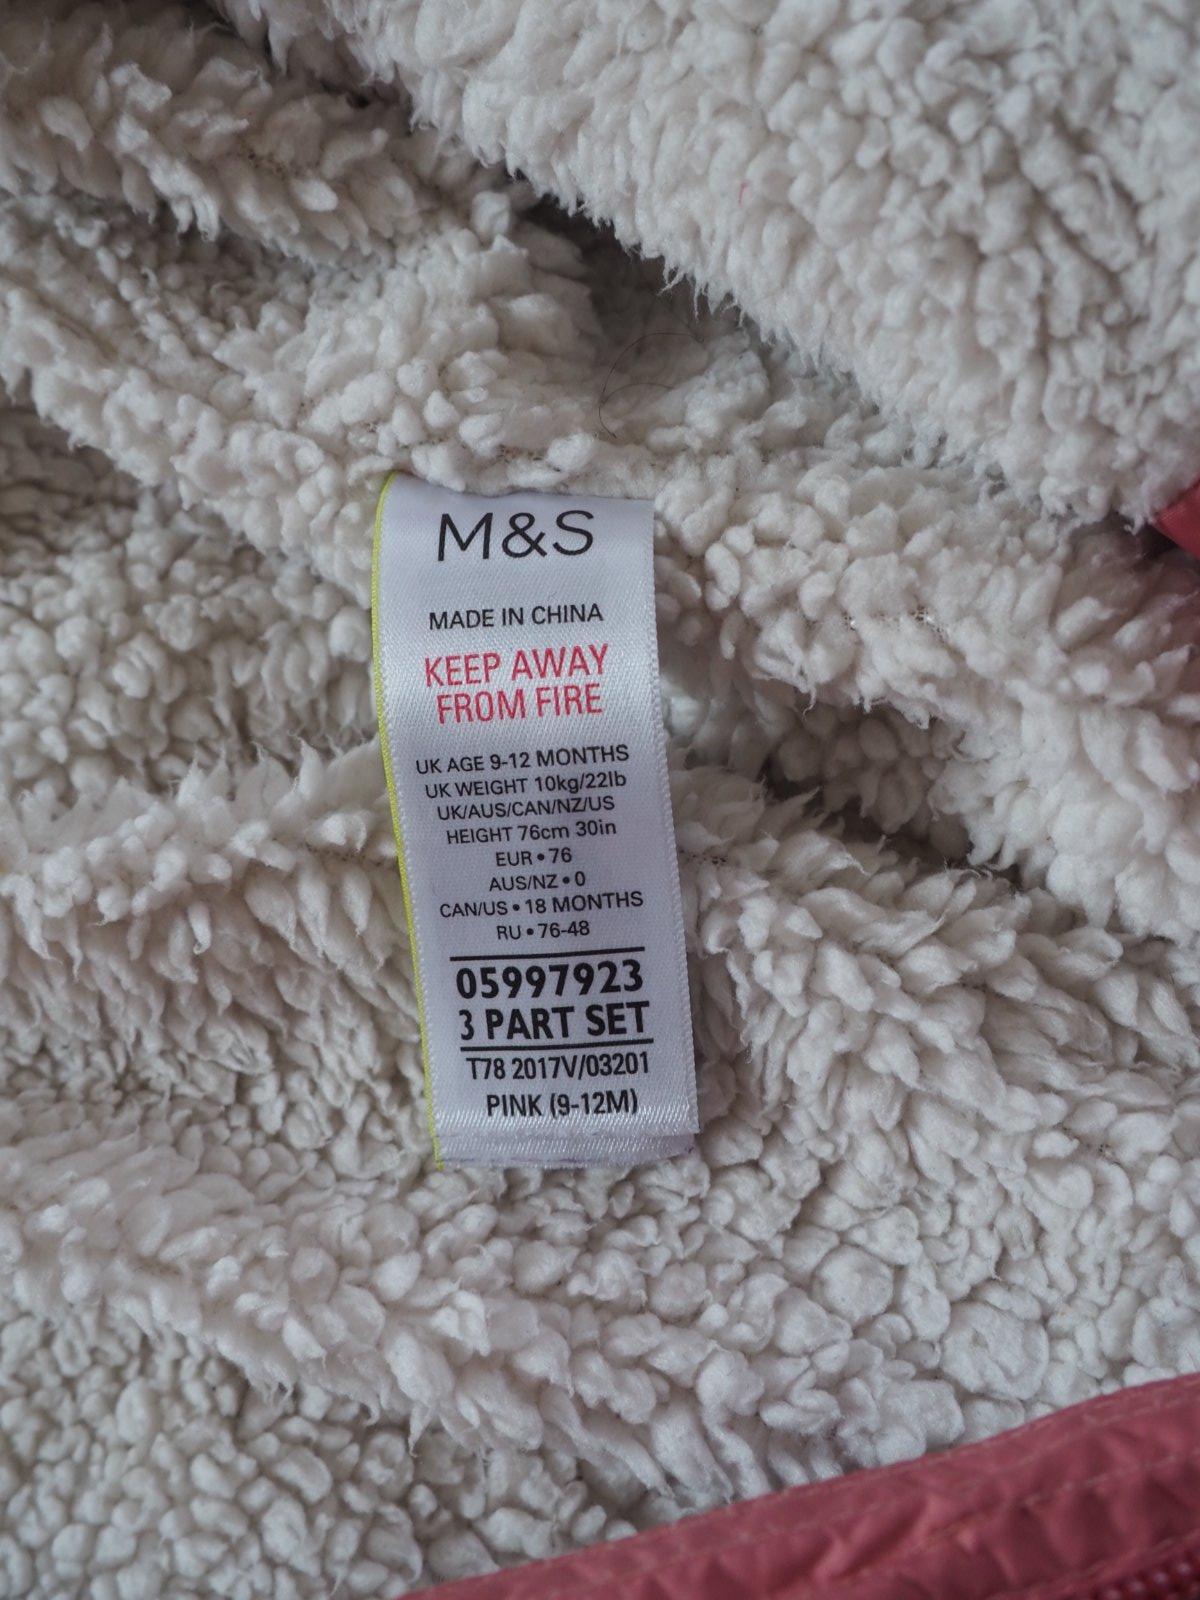 M&S
MADE IN CHINA
KEEP AWAY
FROM FIRE
UK AGE 9-12 MONTHS
UK WEIGHT 10kg/22lb
UK/AUS/CAN/NZ/US
HEIGHT 76cm 30in
EUR • 76
AUS/NZ • 0
CAN/US • 18 MONTHS
RU • 76-48
05997923
3 PART SET
T78 2017V/03201
PINK (9-12M)